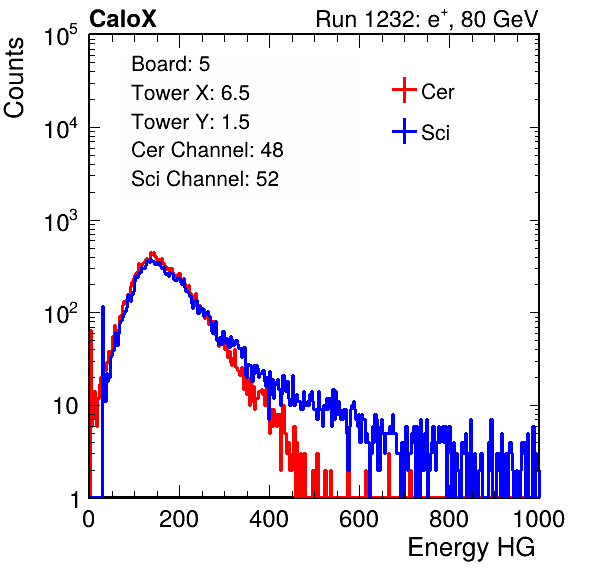 CaloX Run 1232: e⁺, 80 GeV
Counts
10⁵
10⁴
10³
10²
10
1
Board: 5
Tower X: 6.5
Tower Y: 1.5
Cer Channel: 48
Sci Channel: 52
Cer
Sci
0 200 400 600 800 1000
Energy HG